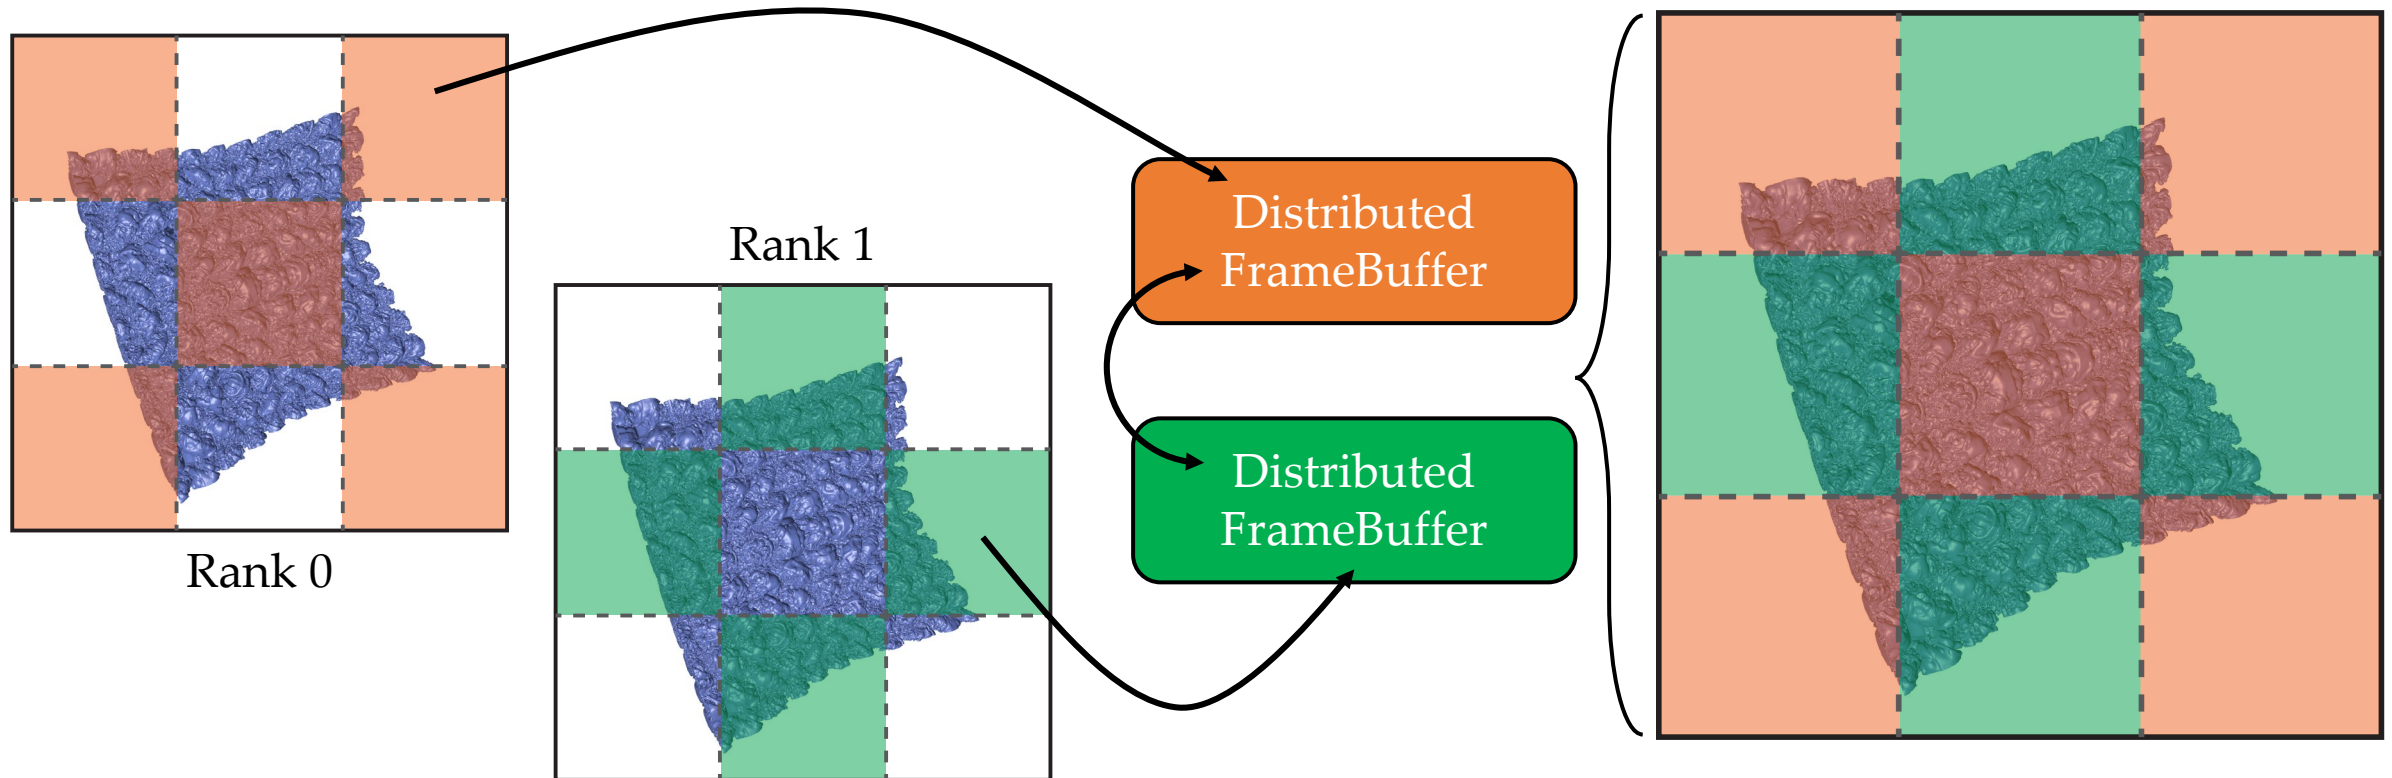 Rank 0
Rank 1
Distributed
FrameBuffer
Distributed
FrameBuffer